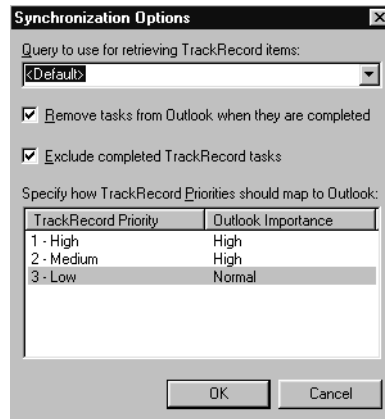 Synchronization Options
Query to use for retrieving TrackRecord items:
<Default>
Remove tasks from Outlook when they are completed
Exclude completed TrackRecord tasks
Specify how TrackRecord Priorities should map to Outlook:
TrackRecord Priority Outlook Importance
1 - High High
2 - Medium High
3 - Low Normal
OK Cancel